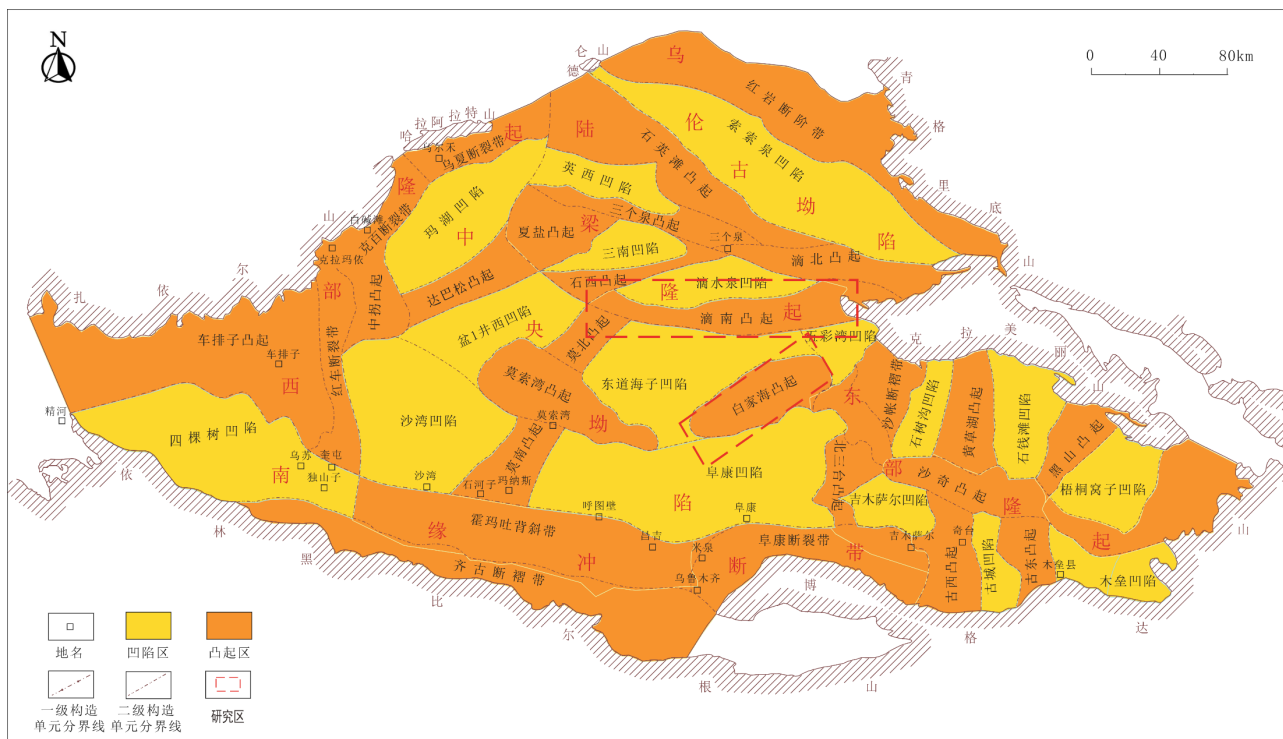 N
0 40 80km
乌伦古坳陷
陆梁隆起
西部隆起
中央坳陷
东部隆起
南缘冲断带
哈拉阿拉特山
德仑山
青格里底山
扎依尔山
克拉美丽山
依林黑比尔根山
博格达山
红岩断阶带
索索泉凹陷
石英滩凸起
英西凹陷
三个泉凸起
三个泉
夏盐凸起
三南凹陷
滴北凸起
石西凸起
滴水泉凹陷
滴南凸起
乌尔禾
乌夏断裂带
玛湖凹陷
白碱滩
克百断裂带
克拉玛依
中拐凸起
达巴松凸起
盆1井西凹陷
莫北凸起
五彩湾凹陷
车排子凸起
车排子
红车断裂带
莫索湾凸起
莫索湾
东道海子凹陷
白家海凸起
沙帐断褶带
石树沟凹陷
黄草湖凸起
石钱滩凹陷
黑山凸起
梧桐窝子凹陷
精河
四棵树凹陷
乌苏
奎屯
独山子
沙湾凹陷
沙湾
莫南凸起
石河子
玛纳斯
阜康凹陷
北三台凸起
吉木萨尔凹陷
吉木萨尔
沙奇凸起
奇台
古西凸起
古城凹陷
古东凸起
木垒县
木垒凹陷
呼图壁
昌吉
阜康
米泉
乌鲁木齐
霍玛吐背斜带
齐古断褶带
阜康断裂带
地名
凹陷区
凸起区
一级构造
单元分界线
二级构造
单元分界线
研究区